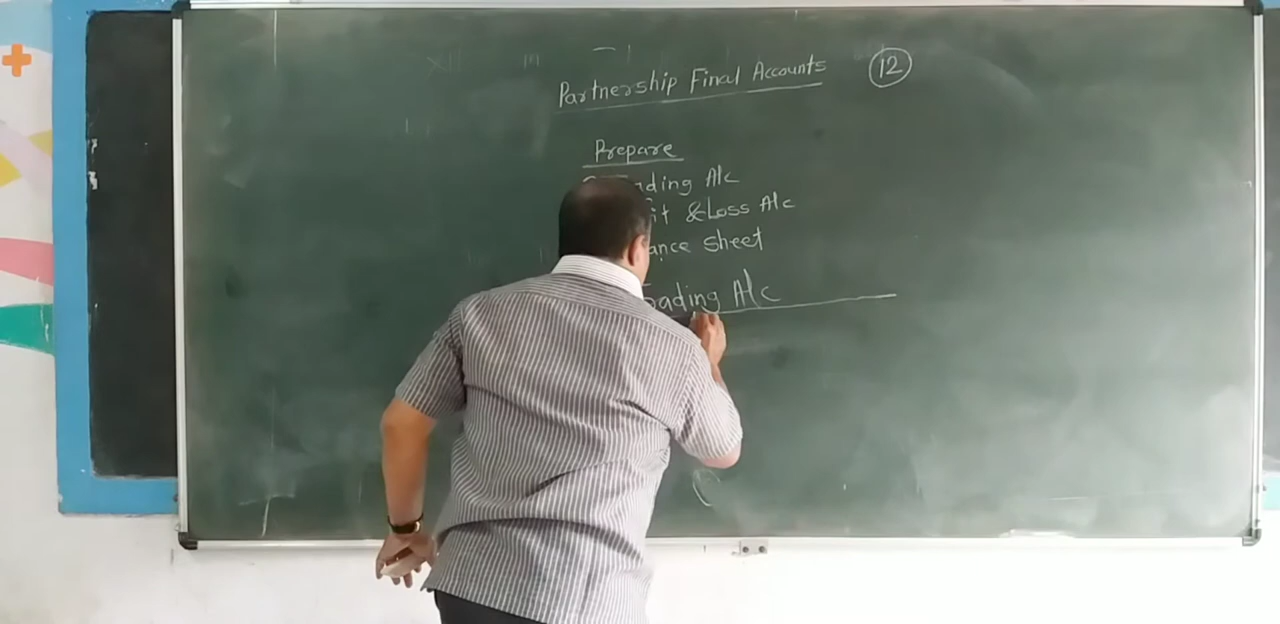 Partnership Final Accounts 12
Prepare
ading A/c
it & Loss A/c
ance sheet
ading A/c